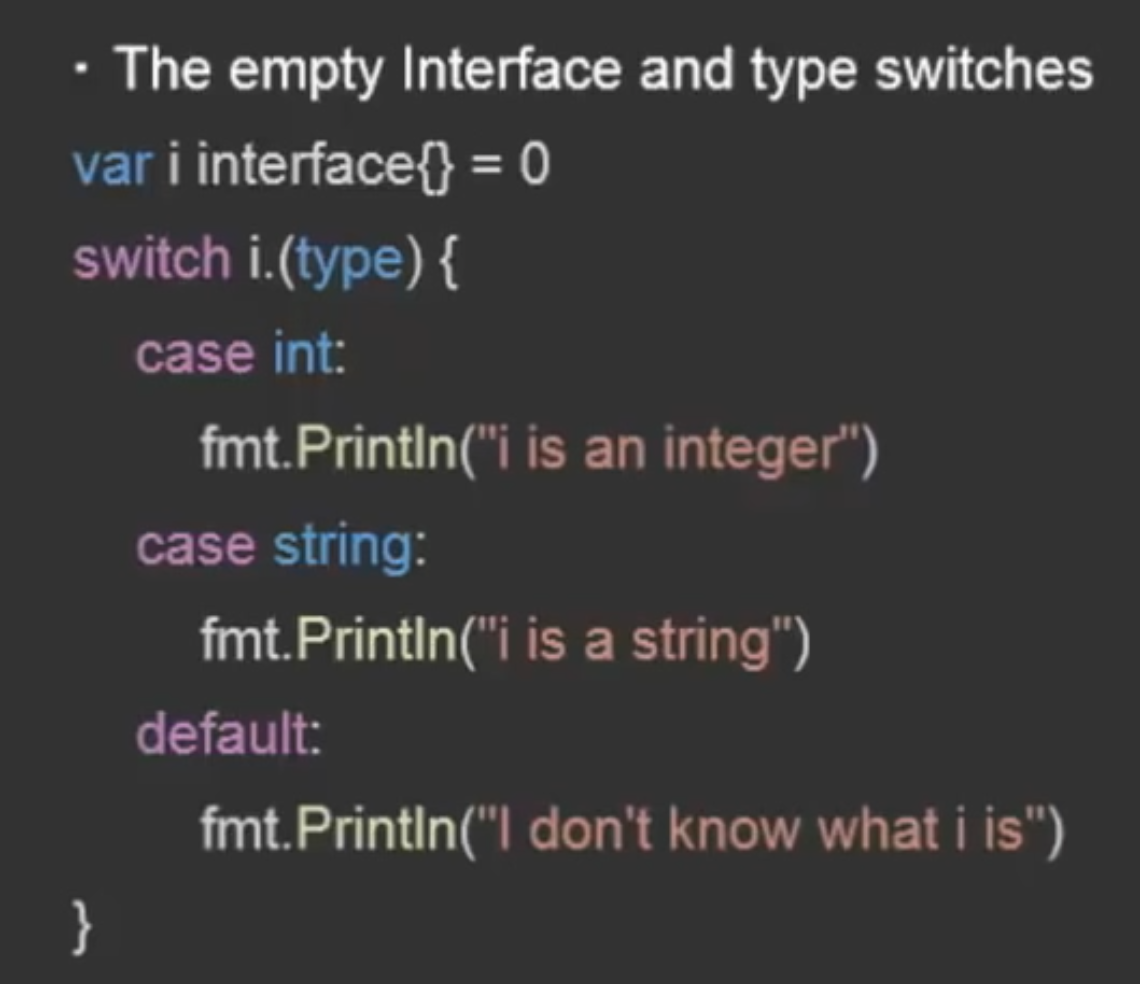 · The empty Interface and type switches
var i interface{} = 0
switch i.(type) {
case int:
fmt.Println("i is an integer")
case string:
fmt.Println("i is a string")
default:
fmt.Println("I don't know what i is")
}